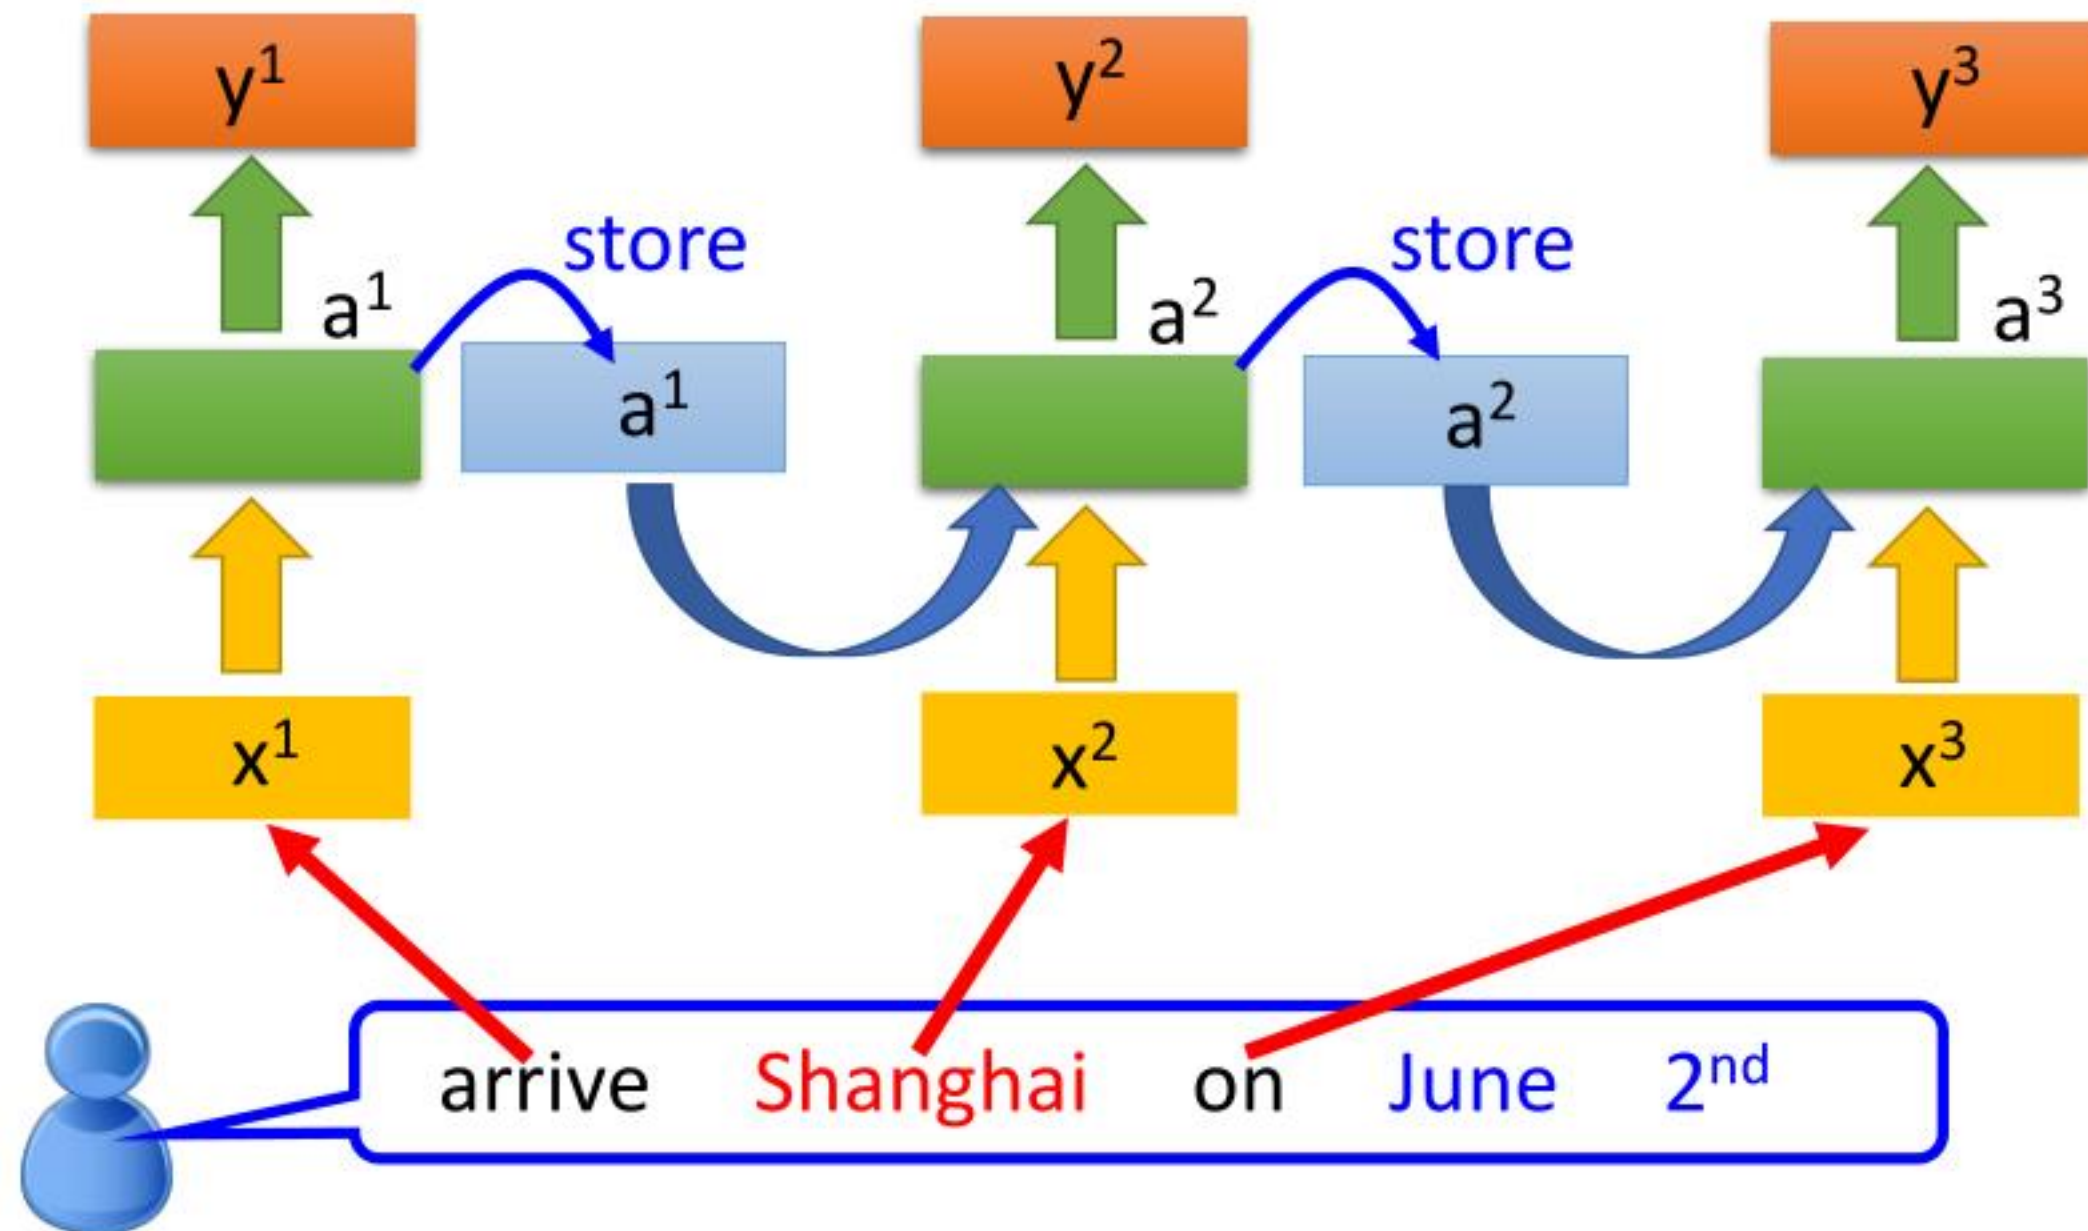 y¹ y² y³
store store
a¹ a² a³
a¹ a²
x¹ x² x³
arrive Shanghai on June 2ⁿᵈ